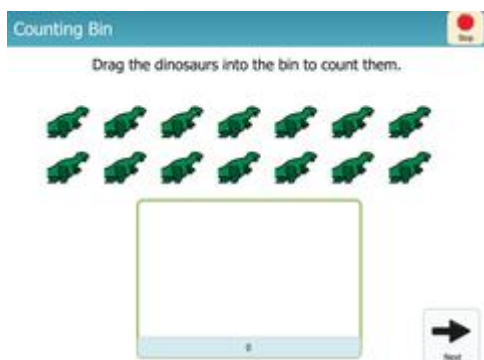 Counting Bin
Stop
Drag the dinosaurs into the bin to count them.
0
Next